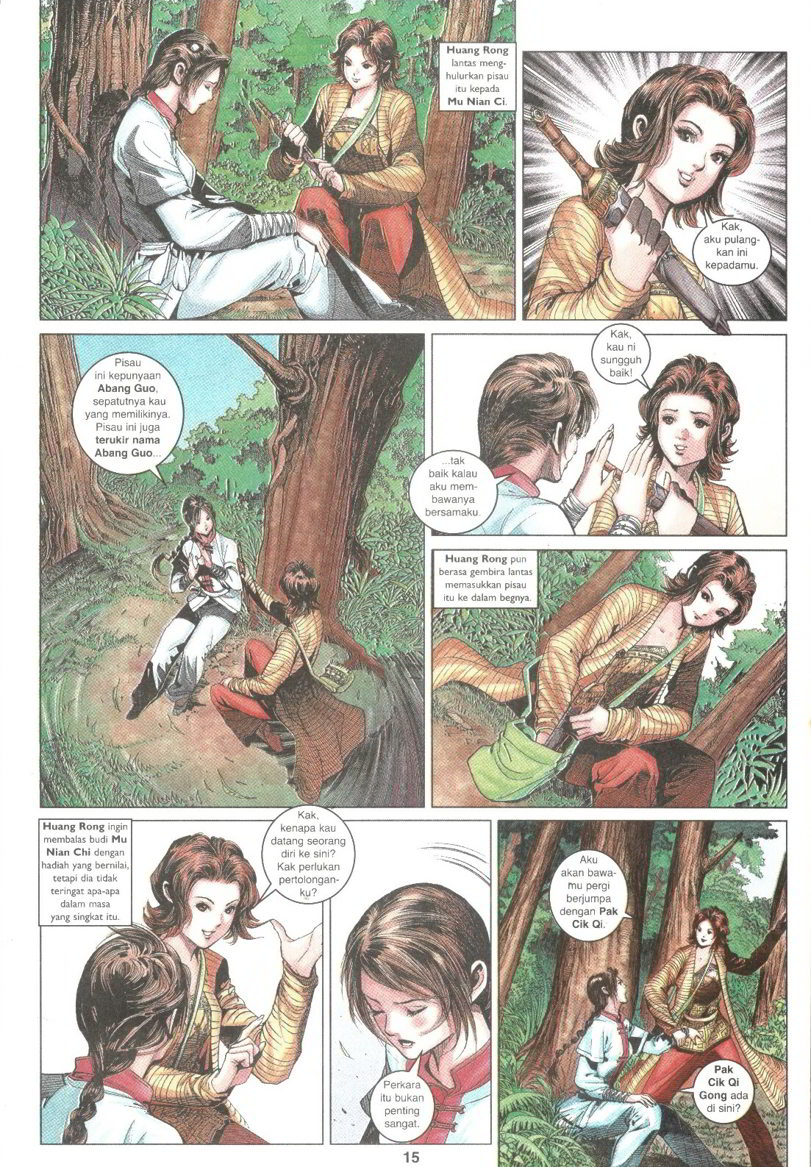 Huang Rong
lantas meng-
hulurkan pisau
itu kepada
Mu Nian Ci.
Kak,
aku pulang-
kan ini
kepadamu.
Pisau
ini kepunyaan
Abang Guo,
sepatutnya kau
yang memilikinya.
Pisau ini juga
terukir nama
Abang Guo...
Kak,
kau ni
sungguh
baik!
...tak
baik kalau
aku mem-
bawanya
bersamaku.
Huang Rong pun
berasa gembira lantas
memasukkan pisau
itu ke dalam begnya.
Huang Rong ingin
membalas budi Mu
Nian Chi dengan
hadiah yang bernilai,
tetapi dia tidak
teringat apa-apa
dalam masa
yang singkat itu.
Kak,
kenapa kau
datang seorang
diri ke sini?
Kak perlukan
pertolongan-
ku?
Perkara
itu bukan
penting
sangat.
Aku
akan bawa-
mu pergi
berjumpa
dengan Pak
Cik Qi.
Pak
Cik Qi
Gong ada
di sini?
15